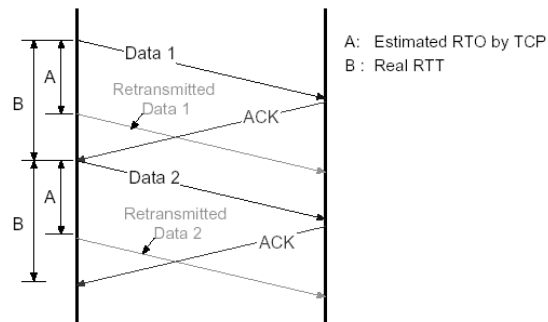 Data 1
A: Estimated RTO by TCP
B : Real RTT
A
Retransmitted
Data 1
B
ACK
Data 2
A
Retransmitted
Data 2
B
ACK